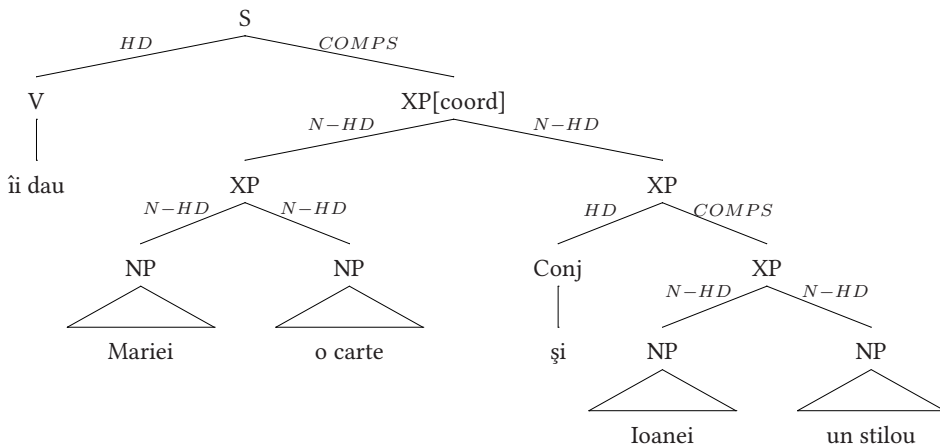 S
HD COMPS
V XP[coord]
N−HD N−HD
îi dau XP XP
N−HD N−HD HD COMPS
NP NP Conj XP
N−HD N−HD
Mariei o carte şi NP NP
Ioanei un stilou